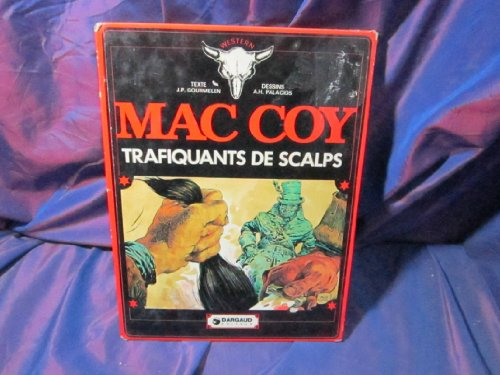 WESTERN
TEXTE
J.P. GOURMELEN
DESSINS
A.H. PALACIOS
MAC COY
TRAFIQUANTS DE SCALPS
DARGAUD